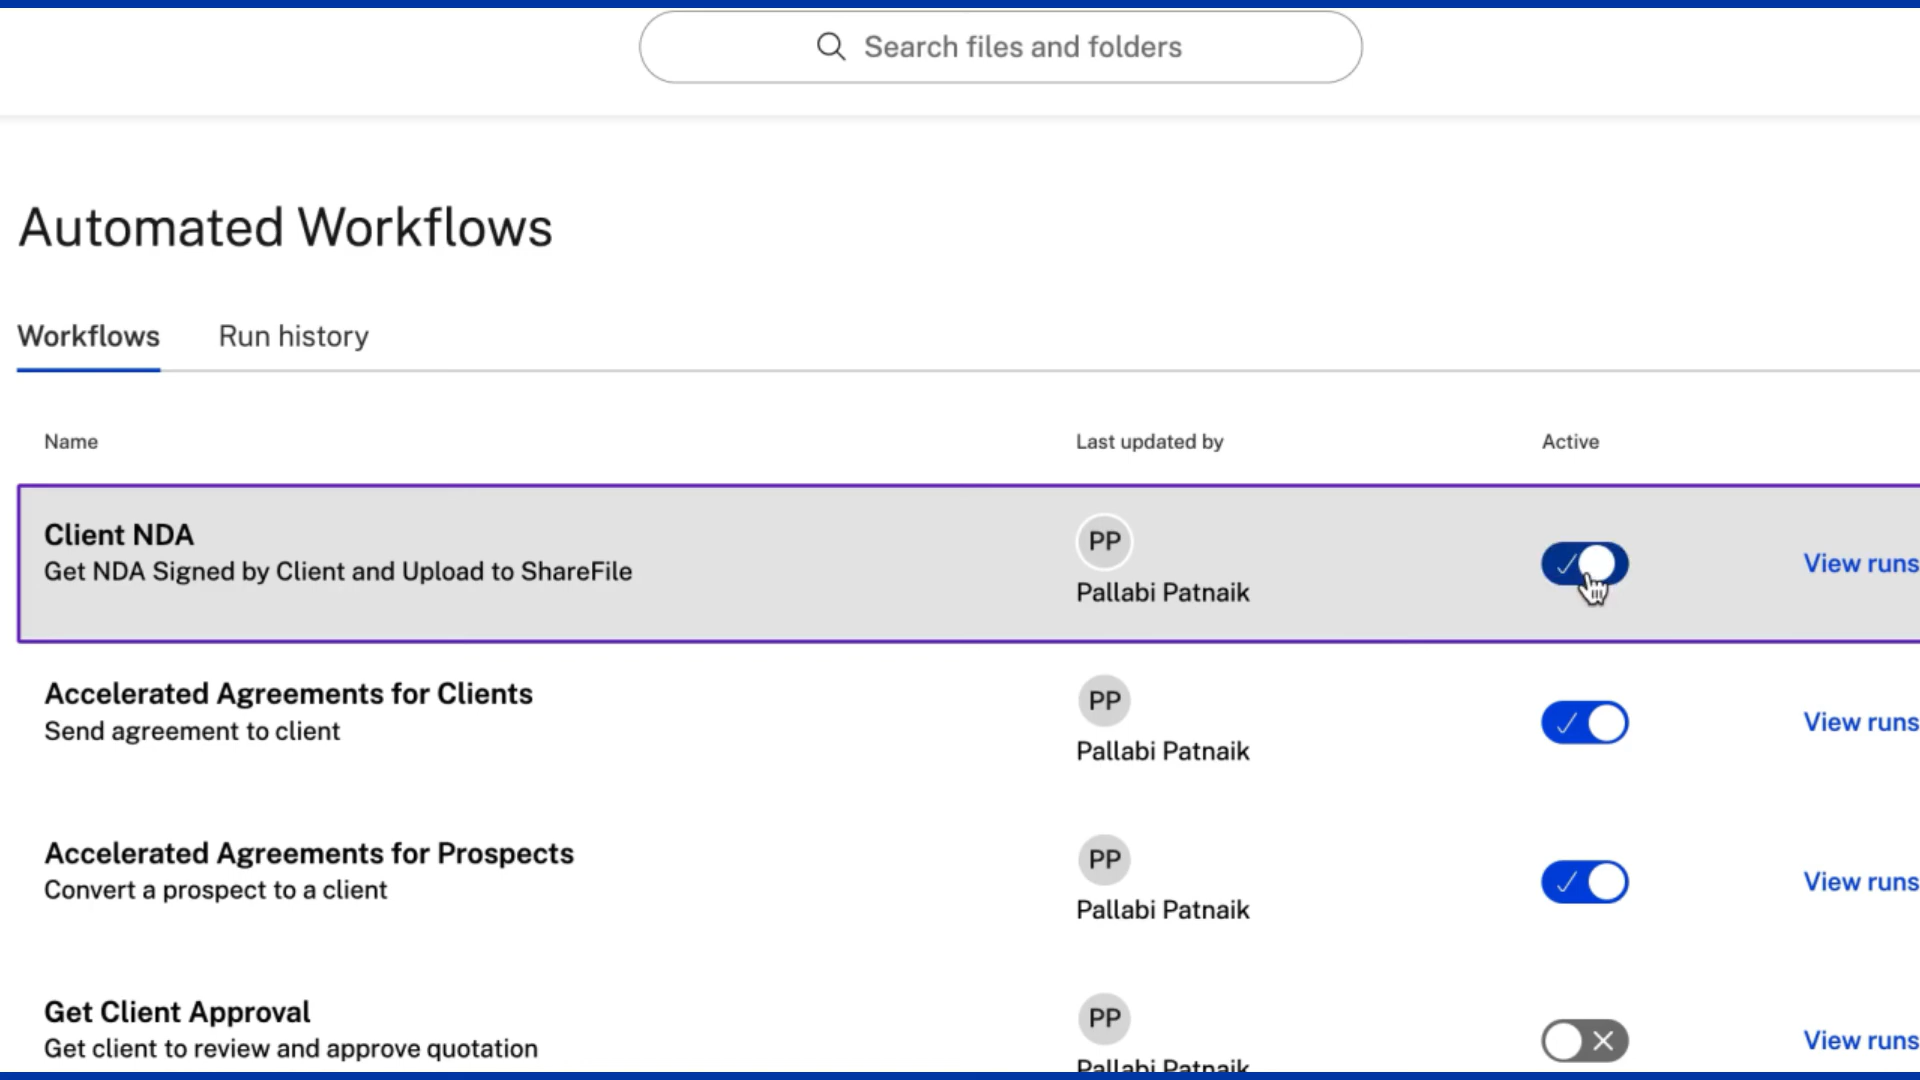 Search files and folders
Automated Workflows
Workflows Run history
Name Last updated by Active
Client NDA
Get NDA Signed by Client and Upload to ShareFile
PP
Pallabi Patnaik
View runs
Accelerated Agreements for Clients
Send agreement to client
PP
Pallabi Patnaik
View runs
Accelerated Agreements for Prospects
Convert a prospect to a client
PP
Pallabi Patnaik
View runs
Get Client Approval
Get client to review and approve quotation
PP
Pallabi Patnaik
View runs